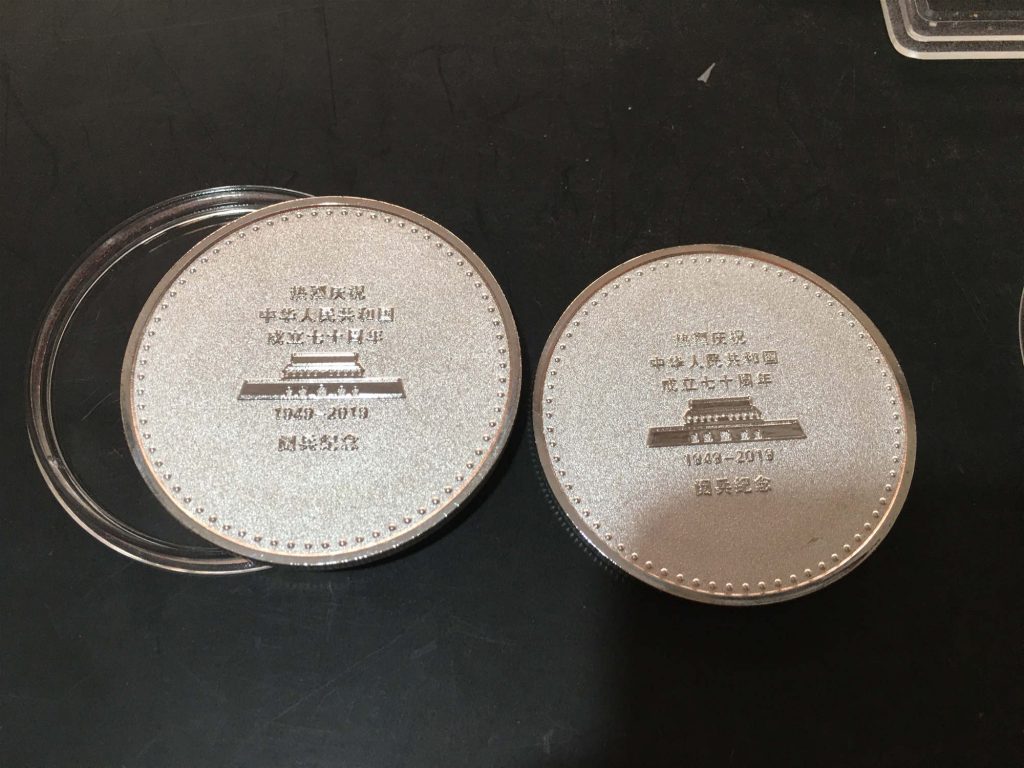 热烈庆祝
中华人民共和国
成立七十周年
1949-2019
阅兵纪念
热烈庆祝
中华人民共和国
成立七十周年
1949-2019
阅兵纪念